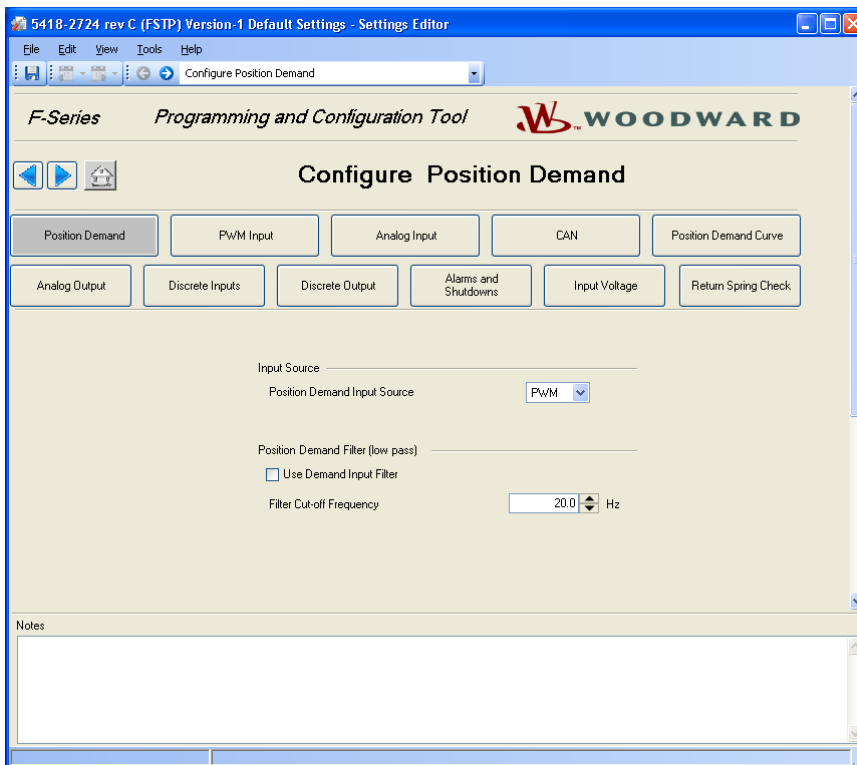 5418-2724 rev C (FSTP) Version-1 Default Settings - Settings Editor
File Edit View Tools Help
Configure Position Demand
F-Series Programming and Configuration Tool WOODWARD
Configure Position Demand
Position Demand PWM Input Analog Input CAN Position Demand Curve
Analog Output Discrete Inputs Discrete Output Alarms and Shutdowns Input Voltage Return Spring Check
Input Source
Position Demand Input Source PWM
Position Demand Filter (low pass)
Use Demand Input Filter
Filter Cut-off Frequency 20.0 Hz
Notes